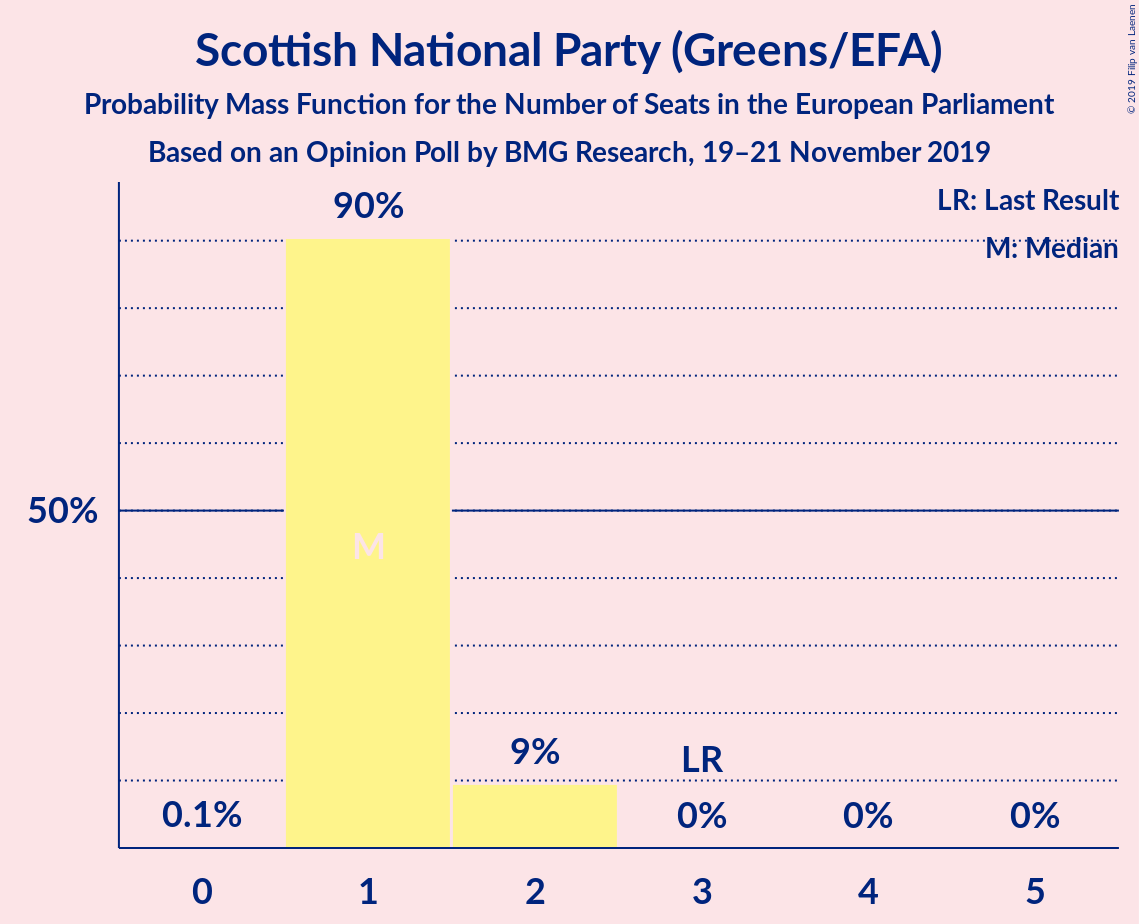 Scottish National Party (Greens/EFA)
Probability Mass Function for the Number of Seats in the European Parliament
Based on an Opinion Poll by BMG Research, 19–21 November 2019
© 2019 Filip van Laenen
LR: Last Result
M: Median
90%
50%
M
9%
LR
0.1%
0%
0%
0%
0 1 2 3 4 5